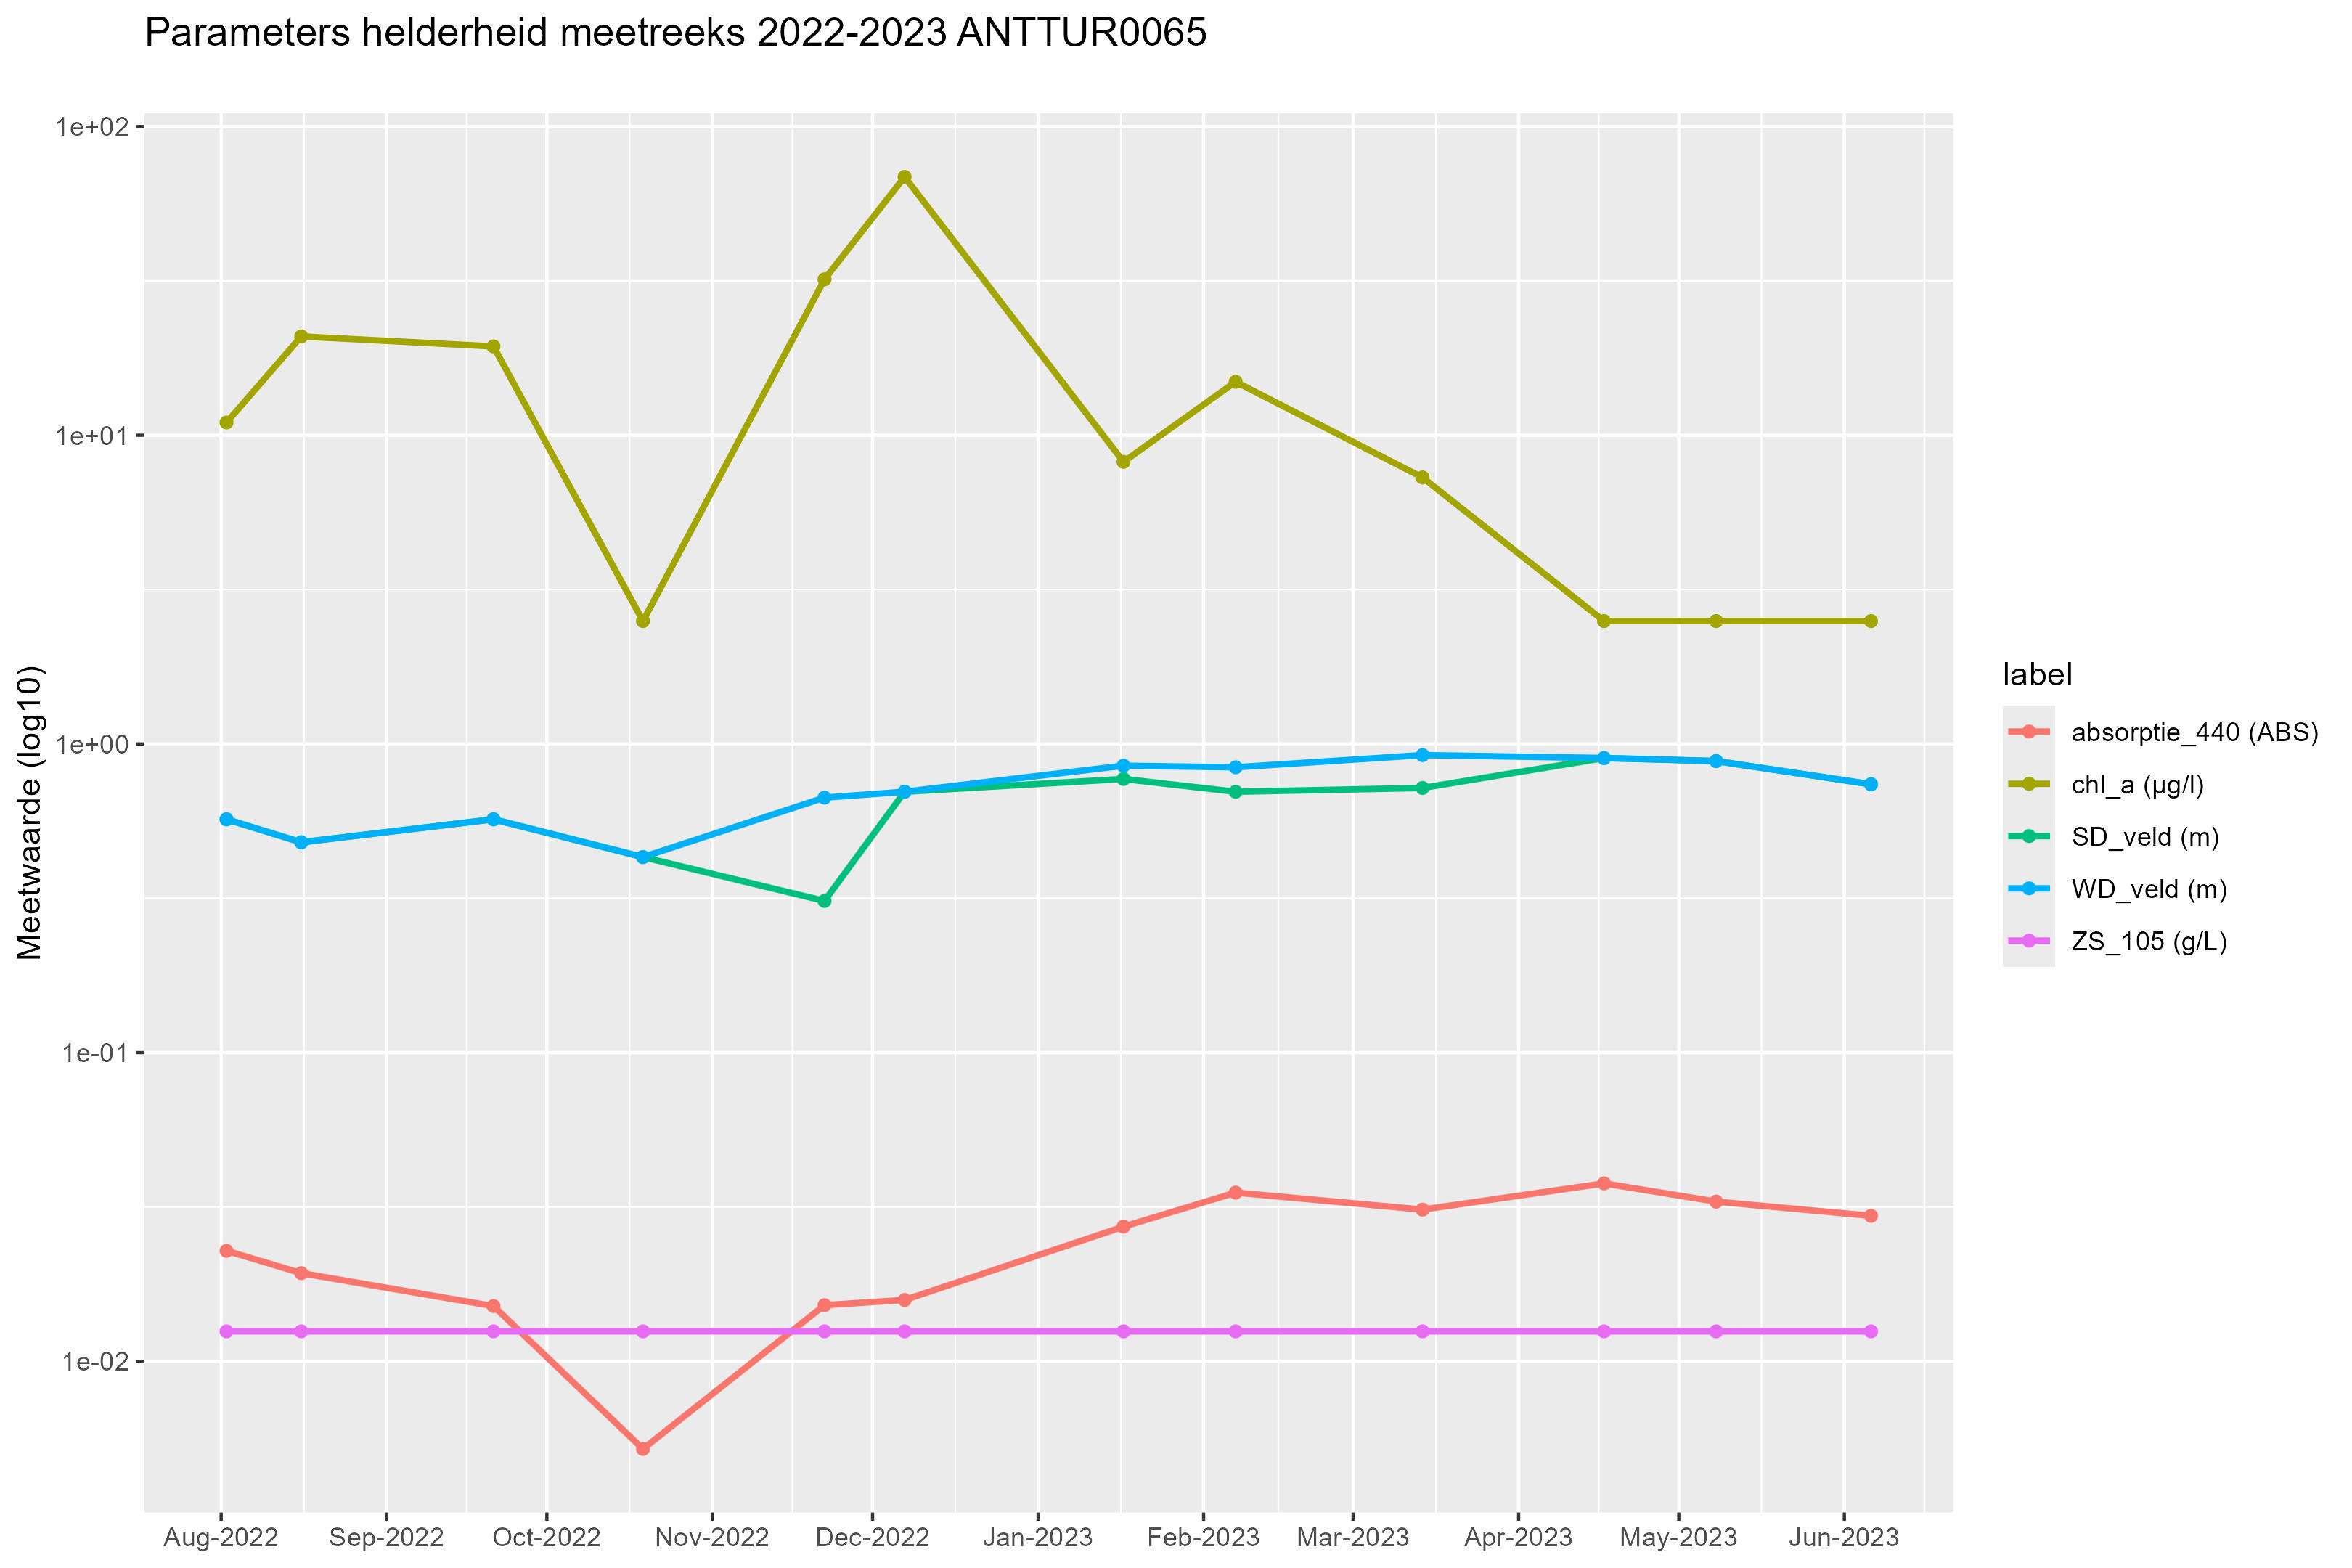 Parameters helderheid meetreeks 2022-2023 ANTTUR0065
Meetwaarde (log10)
1e+02
1e+01
1e+00
1e-01
1e-02
Aug-2022
Sep-2022
Oct-2022
Nov-2022
Dec-2022
Jan-2023
Feb-2023
Mar-2023
Apr-2023
May-2023
Jun-2023
label
absorptie_440 (ABS)
chl_a (µg/l)
SD_veld (m)
WD_veld (m)
ZS_105 (g/L)